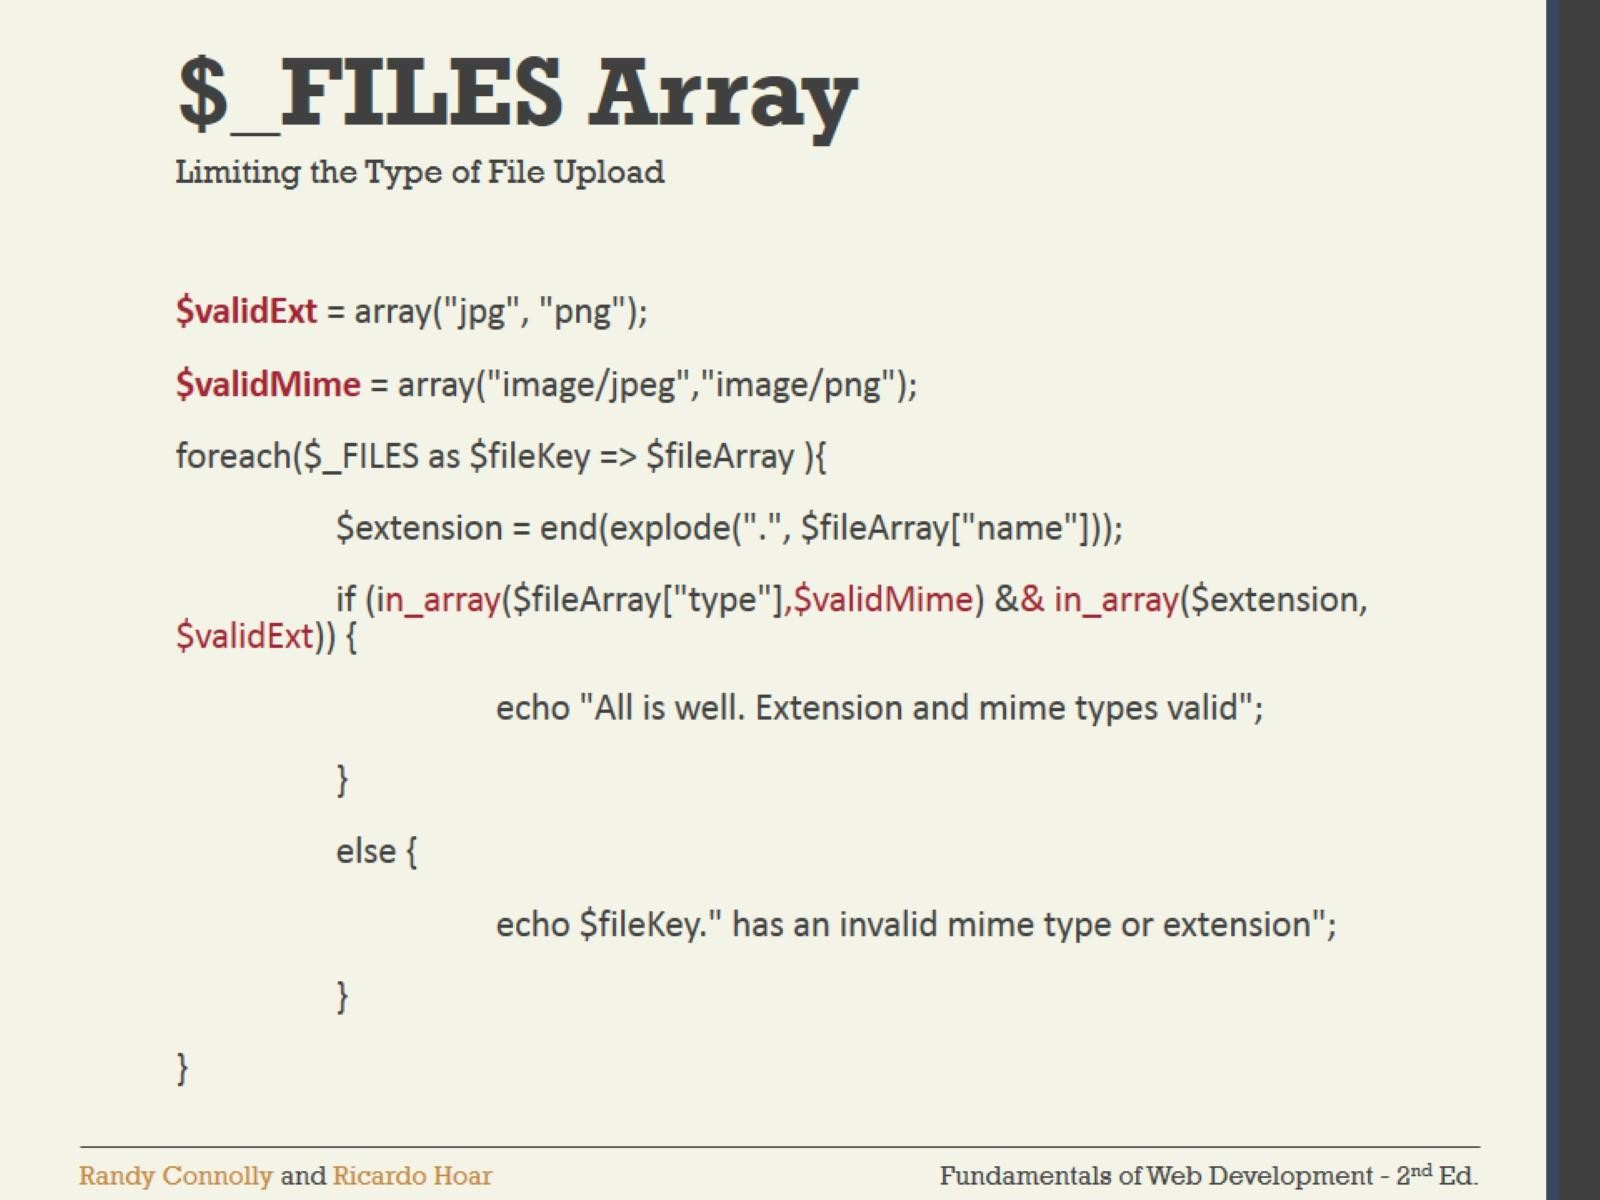 $_FILES Array
Limiting the Type of File Upload
$validExt = array("jpg", "png");
$validMime = array("image/jpeg","image/png");
foreach($_FILES as $fileKey => $fileArray ){
$extension = end(explode(".", $fileArray["name"]));
if (in_array($fileArray["type"],$validMime) && in_array($extension,
$validExt)) {
echo "All is well. Extension and mime types valid";
}
else {
echo $fileKey." has an invalid mime type or extension";
}
}
Randy Connolly and Ricardo Hoar
Fundamentals of Web Development - 2nd Ed.